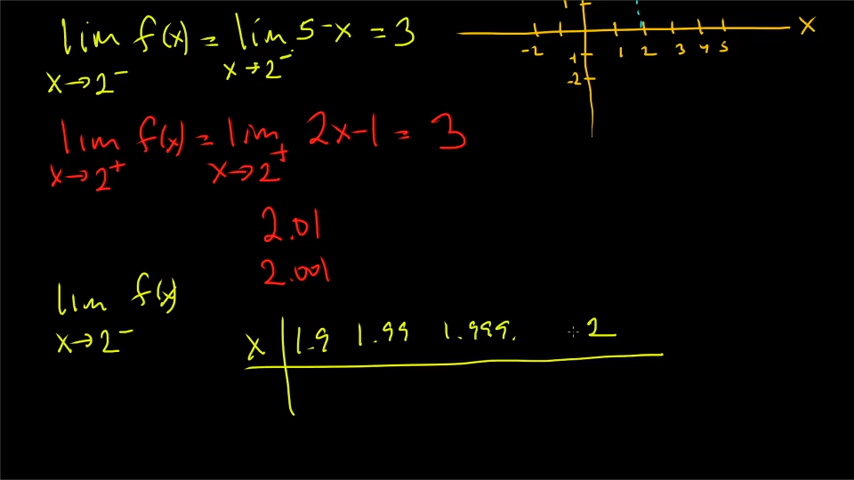 lim f(x) = lim 5-x = 3
x→2⁻ x→2⁻
x
-2 1 2 3 4 5
-1
-2
lim f(x) = lim 2x-1 = 3
x→2⁺ x→2⁺
2.01
2.001
lim f(x)
x→2⁻
x 1.9 1.99 1.999. 2